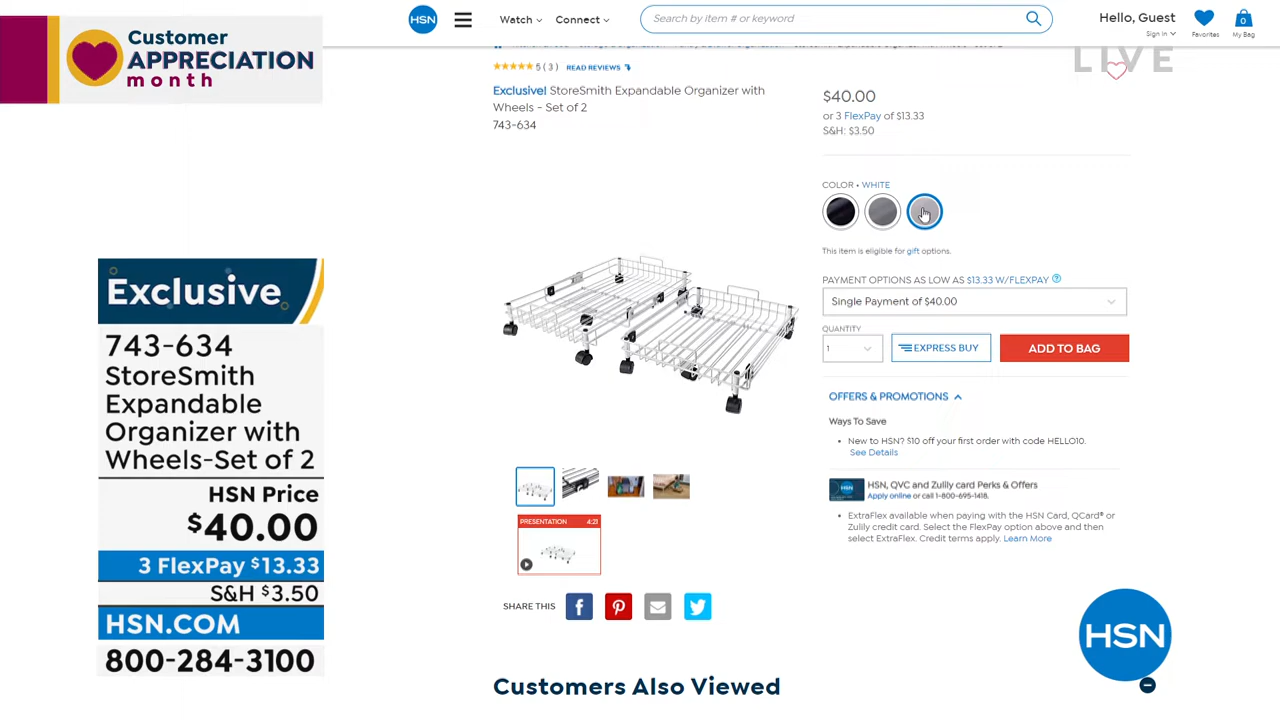 Customer
APPRECIATION
month
HSN
Watch
Connect
Search by item # or keyword
Hello, Guest
Sign In
Favorites
0
My Bag
LIVE
5 ( 3 ) READ REVIEWS
Exclusive! StoreSmith Expandable Organizer with
Wheels - Set of 2
743-634
$40.00
or 3 FlexPay of $13.33
S&H: $3.50
COLOR • WHITE
This item is eligible for gift options.
PAYMENT OPTIONS AS LOW AS $13.33 W/FLEXPAY ?
Single Payment of $40.00
QUANTITY
1
EXPRESS BUY
ADD TO BAG
OFFERS & PROMOTIONS
Ways To Save
• New to HSN? $10 off your first order with code HELLO10.
See Details
HSN, QVC and Zulily card Perks & Offers
Apply online or call 1-800-695-1418.
• ExtraFlex available when paying with the HSN Card, QCard® or
Zulily credit card. Select the FlexPay option above and then
select ExtraFlex. Credit terms apply. Learn More
PRESENTATION 4:21
SHARE THIS
Customers Also Viewed
Exclusive
743-634
StoreSmith
Expandable
Organizer with
Wheels-Set of 2
HSN Price
$40.00
3 FlexPay $13.33
S&H $3.50
HSN.COM
800-284-3100
HSN